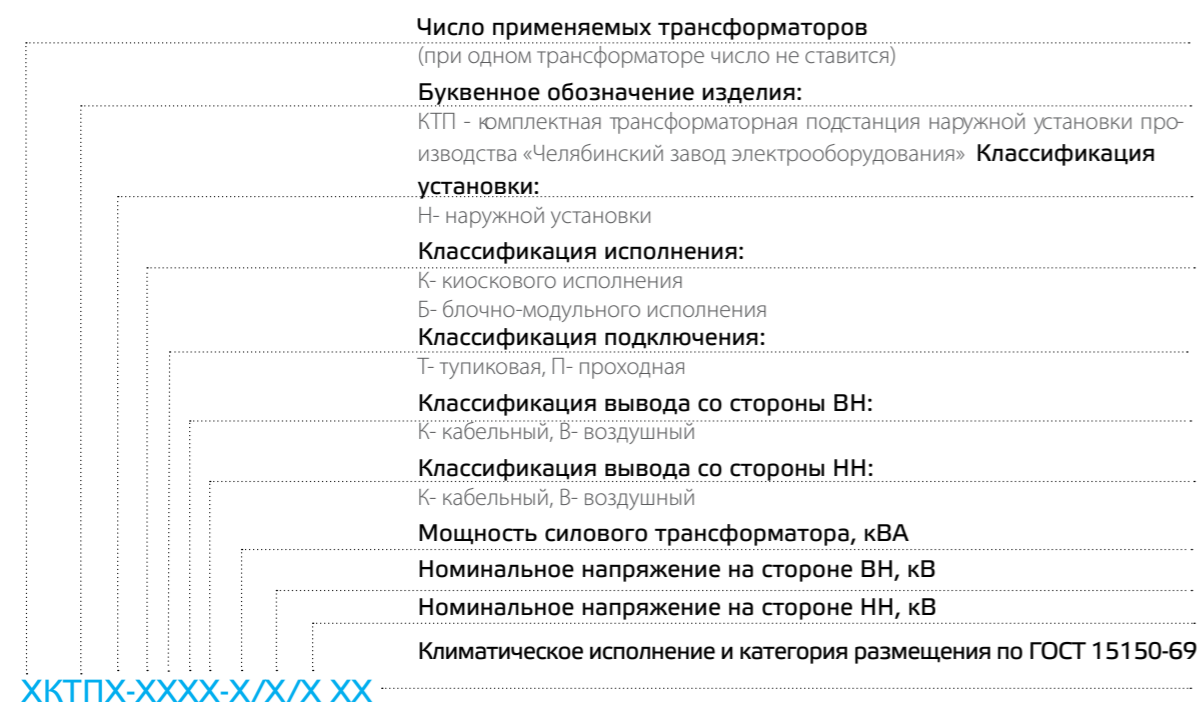 Число применяемых трансформаторов
(при одном трансформаторе число не ставится)
Буквенное обозначение изделия:
КТП - комплектная трансформаторная подстанция наружной установки про-
изводства «Челябинский завод электрооборудования» Классификация
установки:
Н- наружной установки
Классификация исполнения:
К- киоскового исполнения
Б- блочно-модульного исполнения
Классификация подключения:
Т- тупиковая, П- проходная
Классификация вывода со стороны ВН:
К- кабельный, В- воздушный
Классификация вывода со стороны НН:
К- кабельный, В- воздушный
Мощность силового трансформатора, кВА
Номинальное напряжение на стороне ВН, кВ
Номинальное напряжение на стороне НН, кВ
Климатическое исполнение и категория размещения по ГОСТ 15150-69
ХКТПХ-ХХХХ-Х/Х/Х ХХ